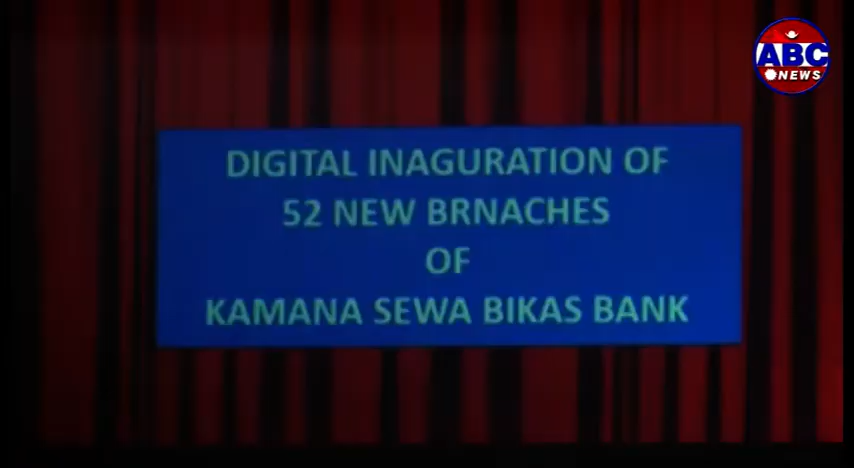 ABC
NEWS
DIGITAL INAGURATION OF
52 NEW BRNACHES
OF
KAMANA SEWA BIKAS BANK